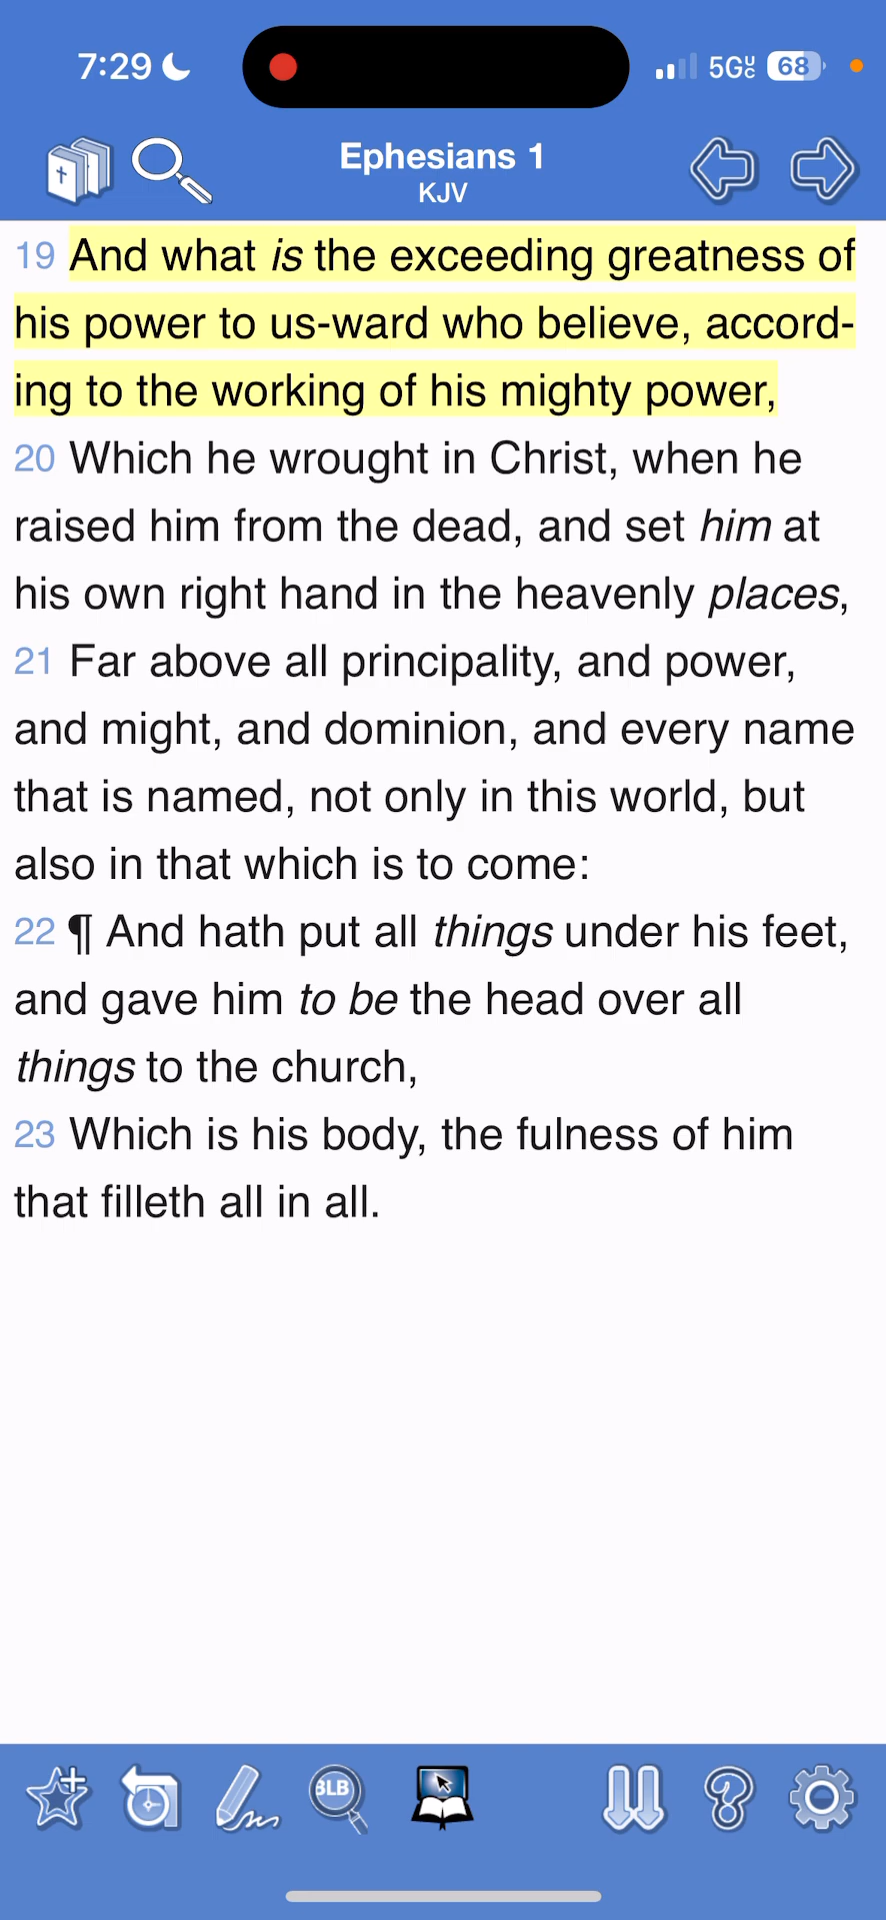 7:29
5GUC 68
Ephesians 1
KJV
19 And what is the exceeding greatness of
his power to us-ward who believe, accord-
ing to the working of his mighty power,
20 Which he wrought in Christ, when he
raised him from the dead, and set him at
his own right hand in the heavenly places,
21 Far above all principality, and power,
and might, and dominion, and every name
that is named, not only in this world, but
also in that which is to come:
22 ¶ And hath put all things under his feet,
and gave him to be the head over all
things to the church,
23 Which is his body, the fulness of him
that filleth all in all.
BLB